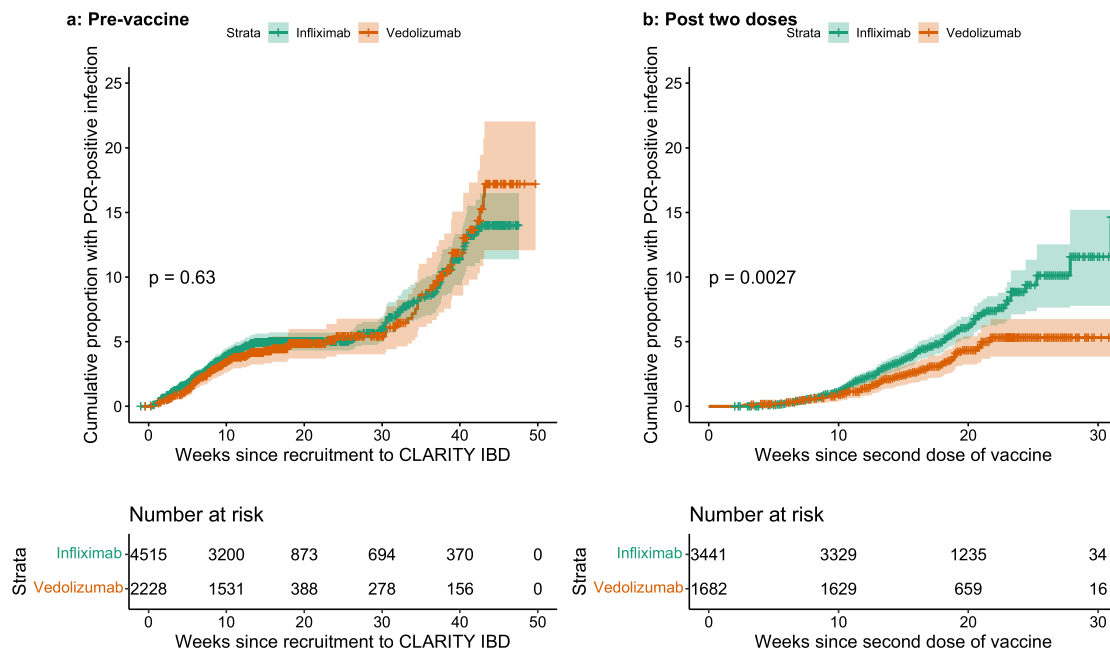 a: Pre-vaccine
Strata Infliximab Vedolizumab
Cumulative proportion with PCR-positive infection
25
20
15
10
5
0
p = 0.63
0 10 20 30 40 50
Weeks since recruitment to CLARITY IBD
Number at risk
Strata
Infliximab 4515 3200 873 694 370 0
Vedolizumab 2228 1531 388 278 156 0
0 10 20 30 40 50
Weeks since recruitment to CLARITY IBD
b: Post two doses
Strata Infliximab Vedolizumab
Cumulative proportion with PCR-positive infection
25
20
15
10
5
0
p = 0.0027
0 10 20 30
Weeks since second dose of vaccine
Number at risk
Strata
Infliximab 3441 3329 1235 34
Vedolizumab 1682 1629 659 16
0 10 20 30
Weeks since second dose of vaccine